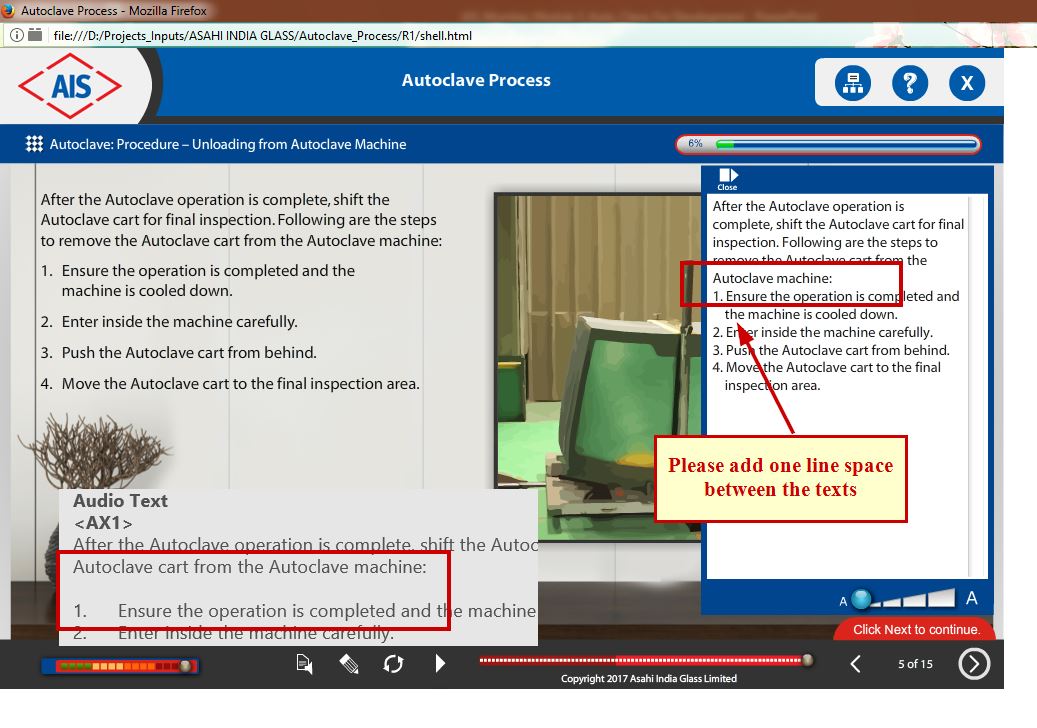 Autoclave Process - Mozilla Firefox
file:///D:/Projects_Inputs/ASAHI INDIA GLASS/Autoclave_Process/R1/shell.html
AIS
Autoclave Process
?
X
Autoclave: Procedure – Unloading from Autoclave Machine
6%
After the Autoclave operation is complete, shift the
Autoclave cart for final inspection. Following are the steps
to remove the Autoclave cart from the Autoclave machine:
1. Ensure the operation is completed and the
machine is cooled down.
2. Enter inside the machine carefully.
3. Push the Autoclave cart from behind.
4. Move the Autoclave cart to the final inspection area.
Close
After the Autoclave operation is
complete, shift the Autoclave cart for final
inspection. Following are the steps to
remove the Autoclave cart from the
Autoclave machine:
1. Ensure the operation is completed and
the machine is cooled down.
2. Enter inside the machine carefully.
3. Push the Autoclave cart from behind.
4. Move the Autoclave cart to the final
inspection area.
Please add one line space
between the texts
Audio Text
<AX1>
After the Autoclave operation is complete, shift the Autoc
Autoclave cart from the Autoclave machine:
1. Ensure the operation is completed and the machine
2. Enter inside the machine carefully.
A A
Click Next to continue.
5 of 15
Copyright 2017 Asahi India Glass Limited